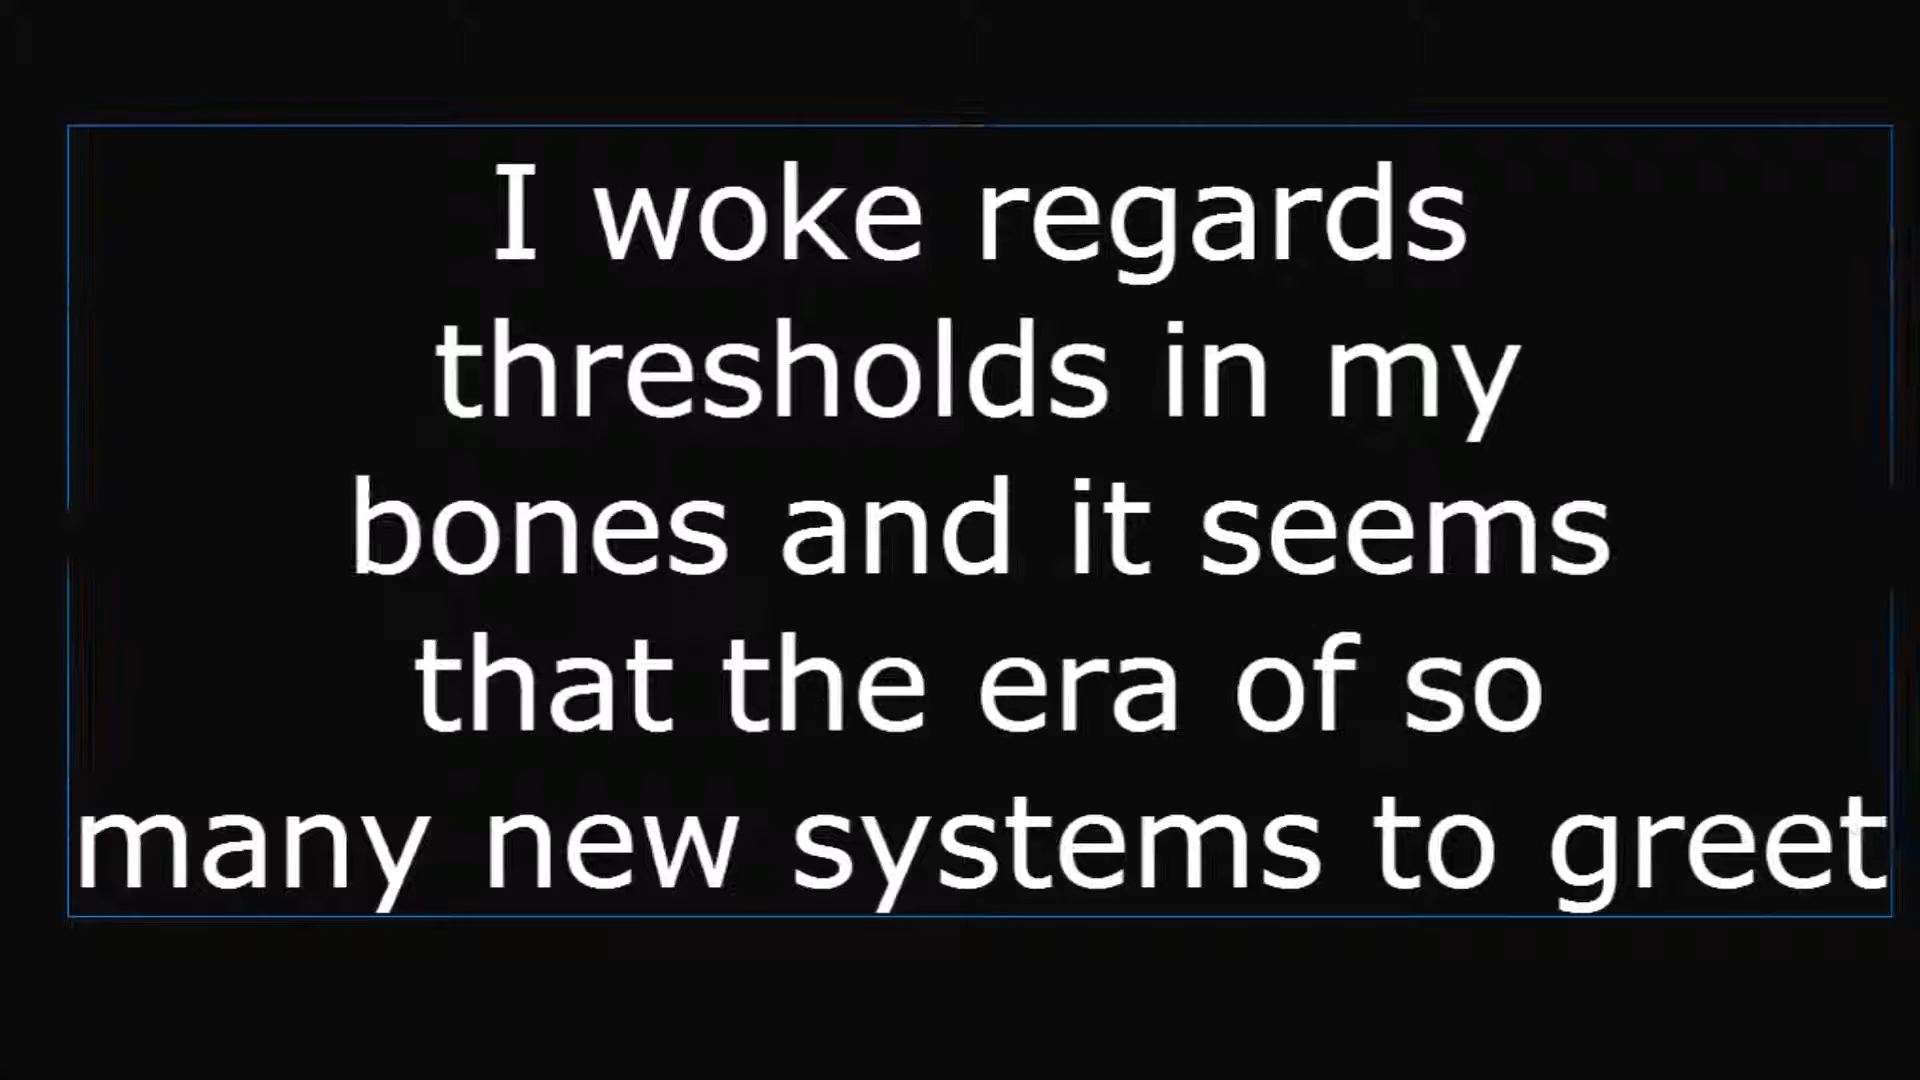 I woke regards
thresholds in my
bones and it seems
that the era of so
many new systems to greet